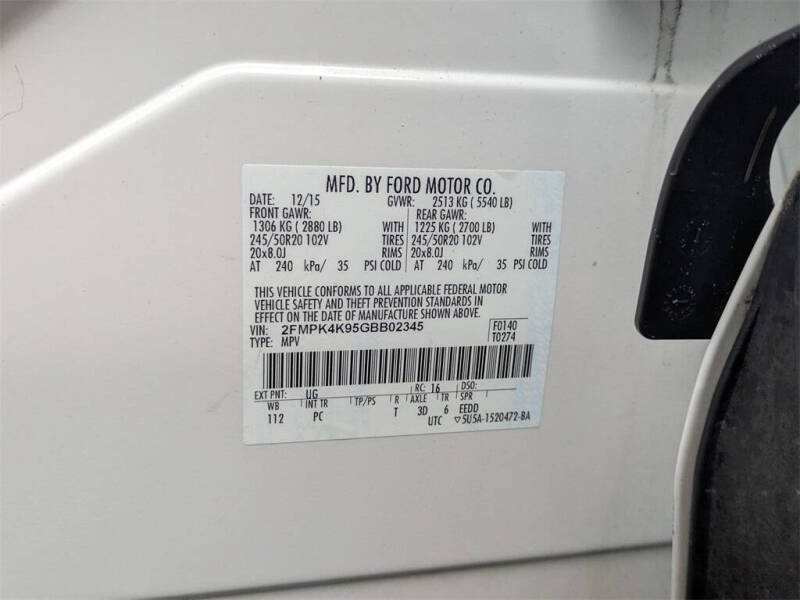 MFD. BY FORD MOTOR CO.
DATE: 12/15 GVWR: 2513 KG ( 5540 LB)
FRONT GAWR: REAR GAWR:
1306 KG ( 2880 LB) WITH 1225 KG ( 2700 LB) WITH
245/50R20 102V TIRES 245/50R20 102V TIRES
20x8.0J RIMS 20x8.0J RIMS
AT 240 kPa/ 35 PSI COLD AT 240 kPa/ 35 PSI COLD
THIS VEHICLE CONFORMS TO ALL APPLICABLE FEDERAL MOTOR
VEHICLE SAFETY AND THEFT PREVENTION STANDARDS IN
EFFECT ON THE DATE OF MANUFACTURE SHOWN ABOVE.
VIN: 2FMPK4K95GBB02345 F0140
TYPE: MPV T0274
EXT PNT: UG RC: 16 DSO:
WB INT TR TP/PS R AXLE TR SPR
112 PC T 3D 6 EEDD
UTC ▽5U5A-1520472-BA